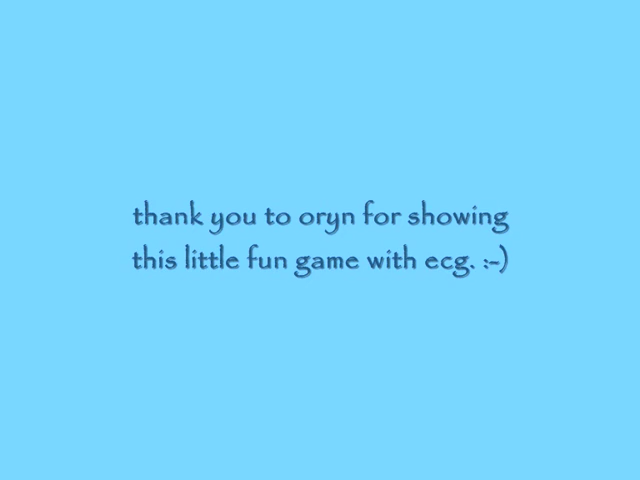 thank you to oryn for showing
this little fun game with ecg. :-)